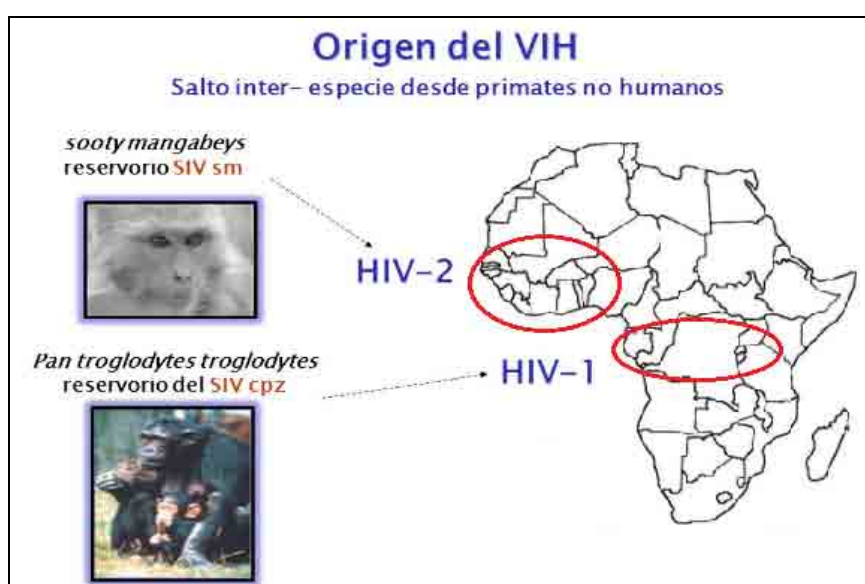 Origen del VIH
Salto inter- especie desde primates no humanos
sooty mangabeys
reservorio SIV sm
HIV-2
Pan troglodytes troglodytes
reservorio del SIV cpz
HIV-1